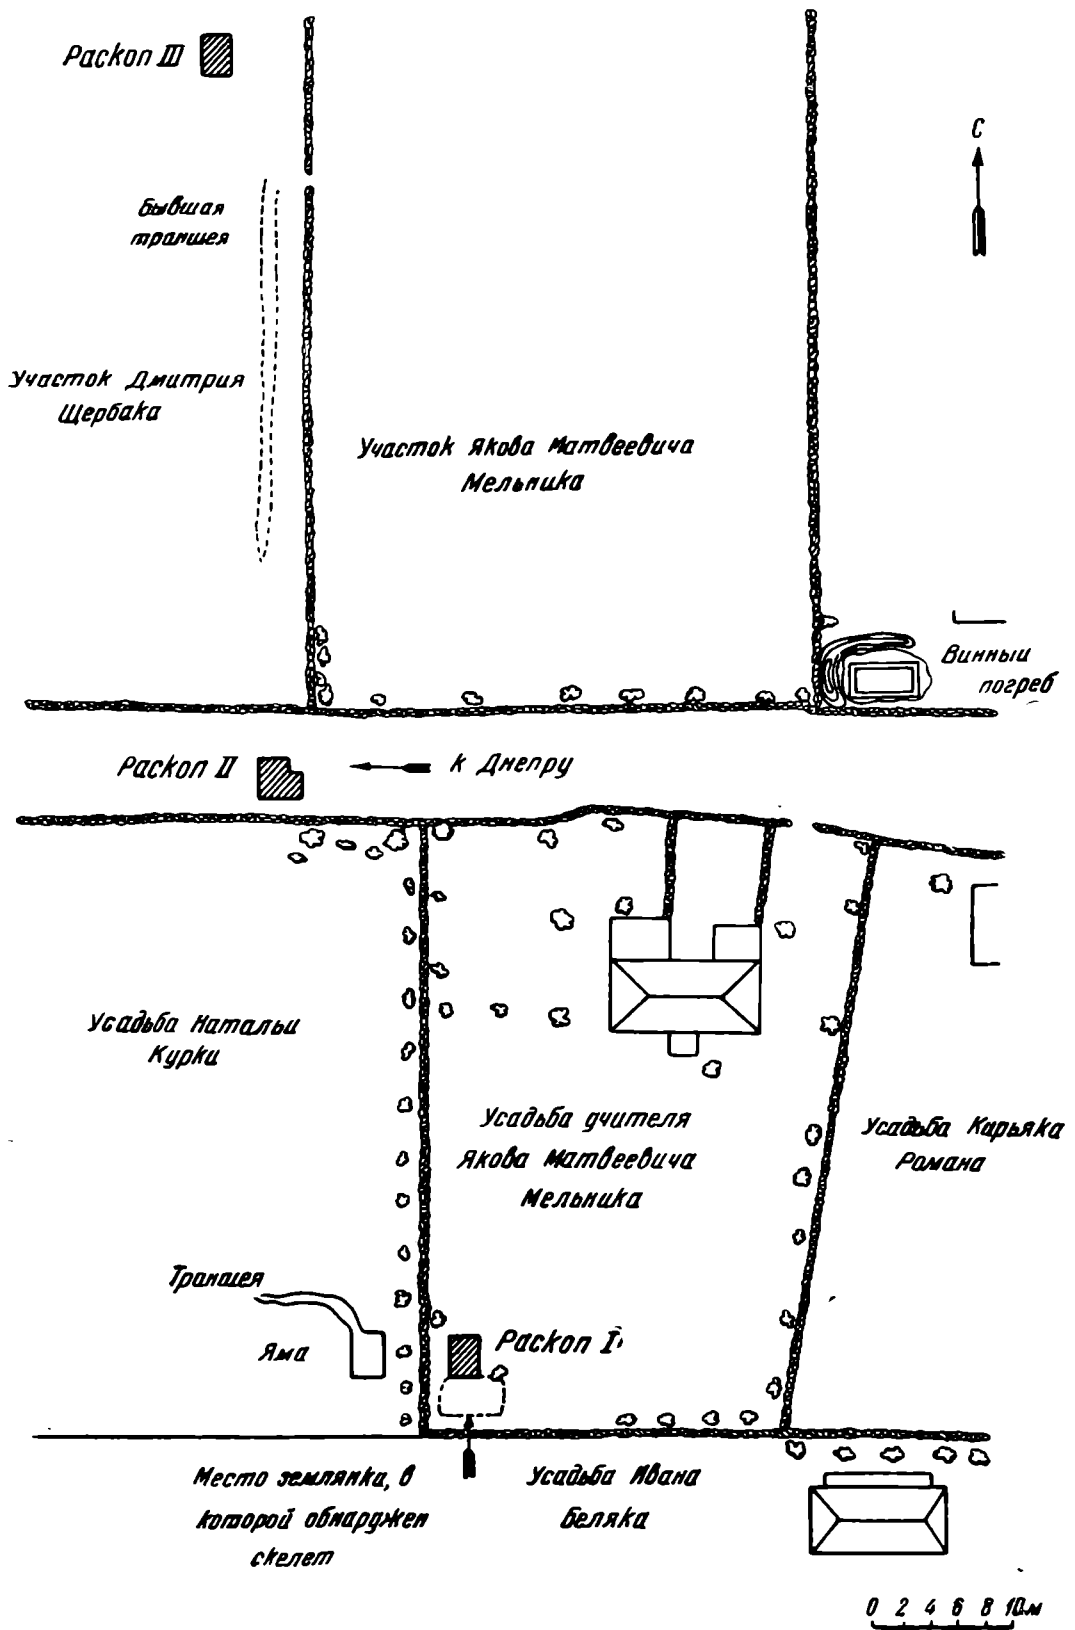 Раскоп III
С
Бывшая
траншея
Участок Дмитрия
Щербака
Участок Якова Матвеевича
Мельника
Винный
погреб
Раскоп II
К Днепру
Усадьба Натальи
Курки
Усадьба учителя
Якова Матвеевича
Мельника
Усадьба Карьяка
Романа
Траншея
Яма
Раскоп I
Место землянка, в
которой обнаружен
скелет
Усадьба Ивана
Беляка
0 2 4 6 8 10м